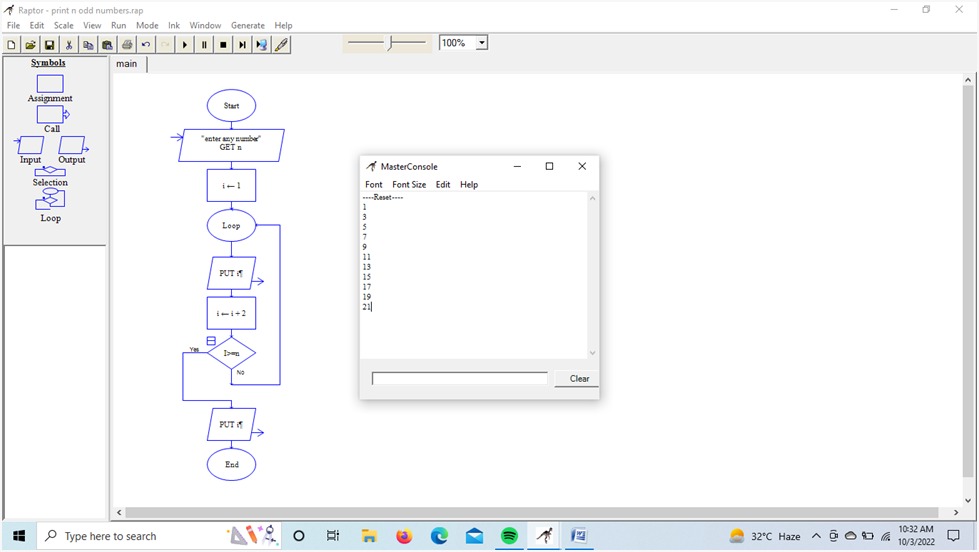 Raptor - print n odd numbers.rap
File Edit Scale View Run Mode Ink Window Generate Help
100%
Symbols
Assignment
Call
Input Output
Selection
Loop
main
Start
"enter any number"
GET n
i ← 1
Loop
PUT i¶
i ← i + 2
Yes
I>=n
No
PUT i¶
End
MasterConsole
Font Font Size Edit Help
----Reset----
1
3
5
7
9
11
13
15
17
19
21
Clear
Type here to search
32°C Haze
10:32 AM
10/3/2022